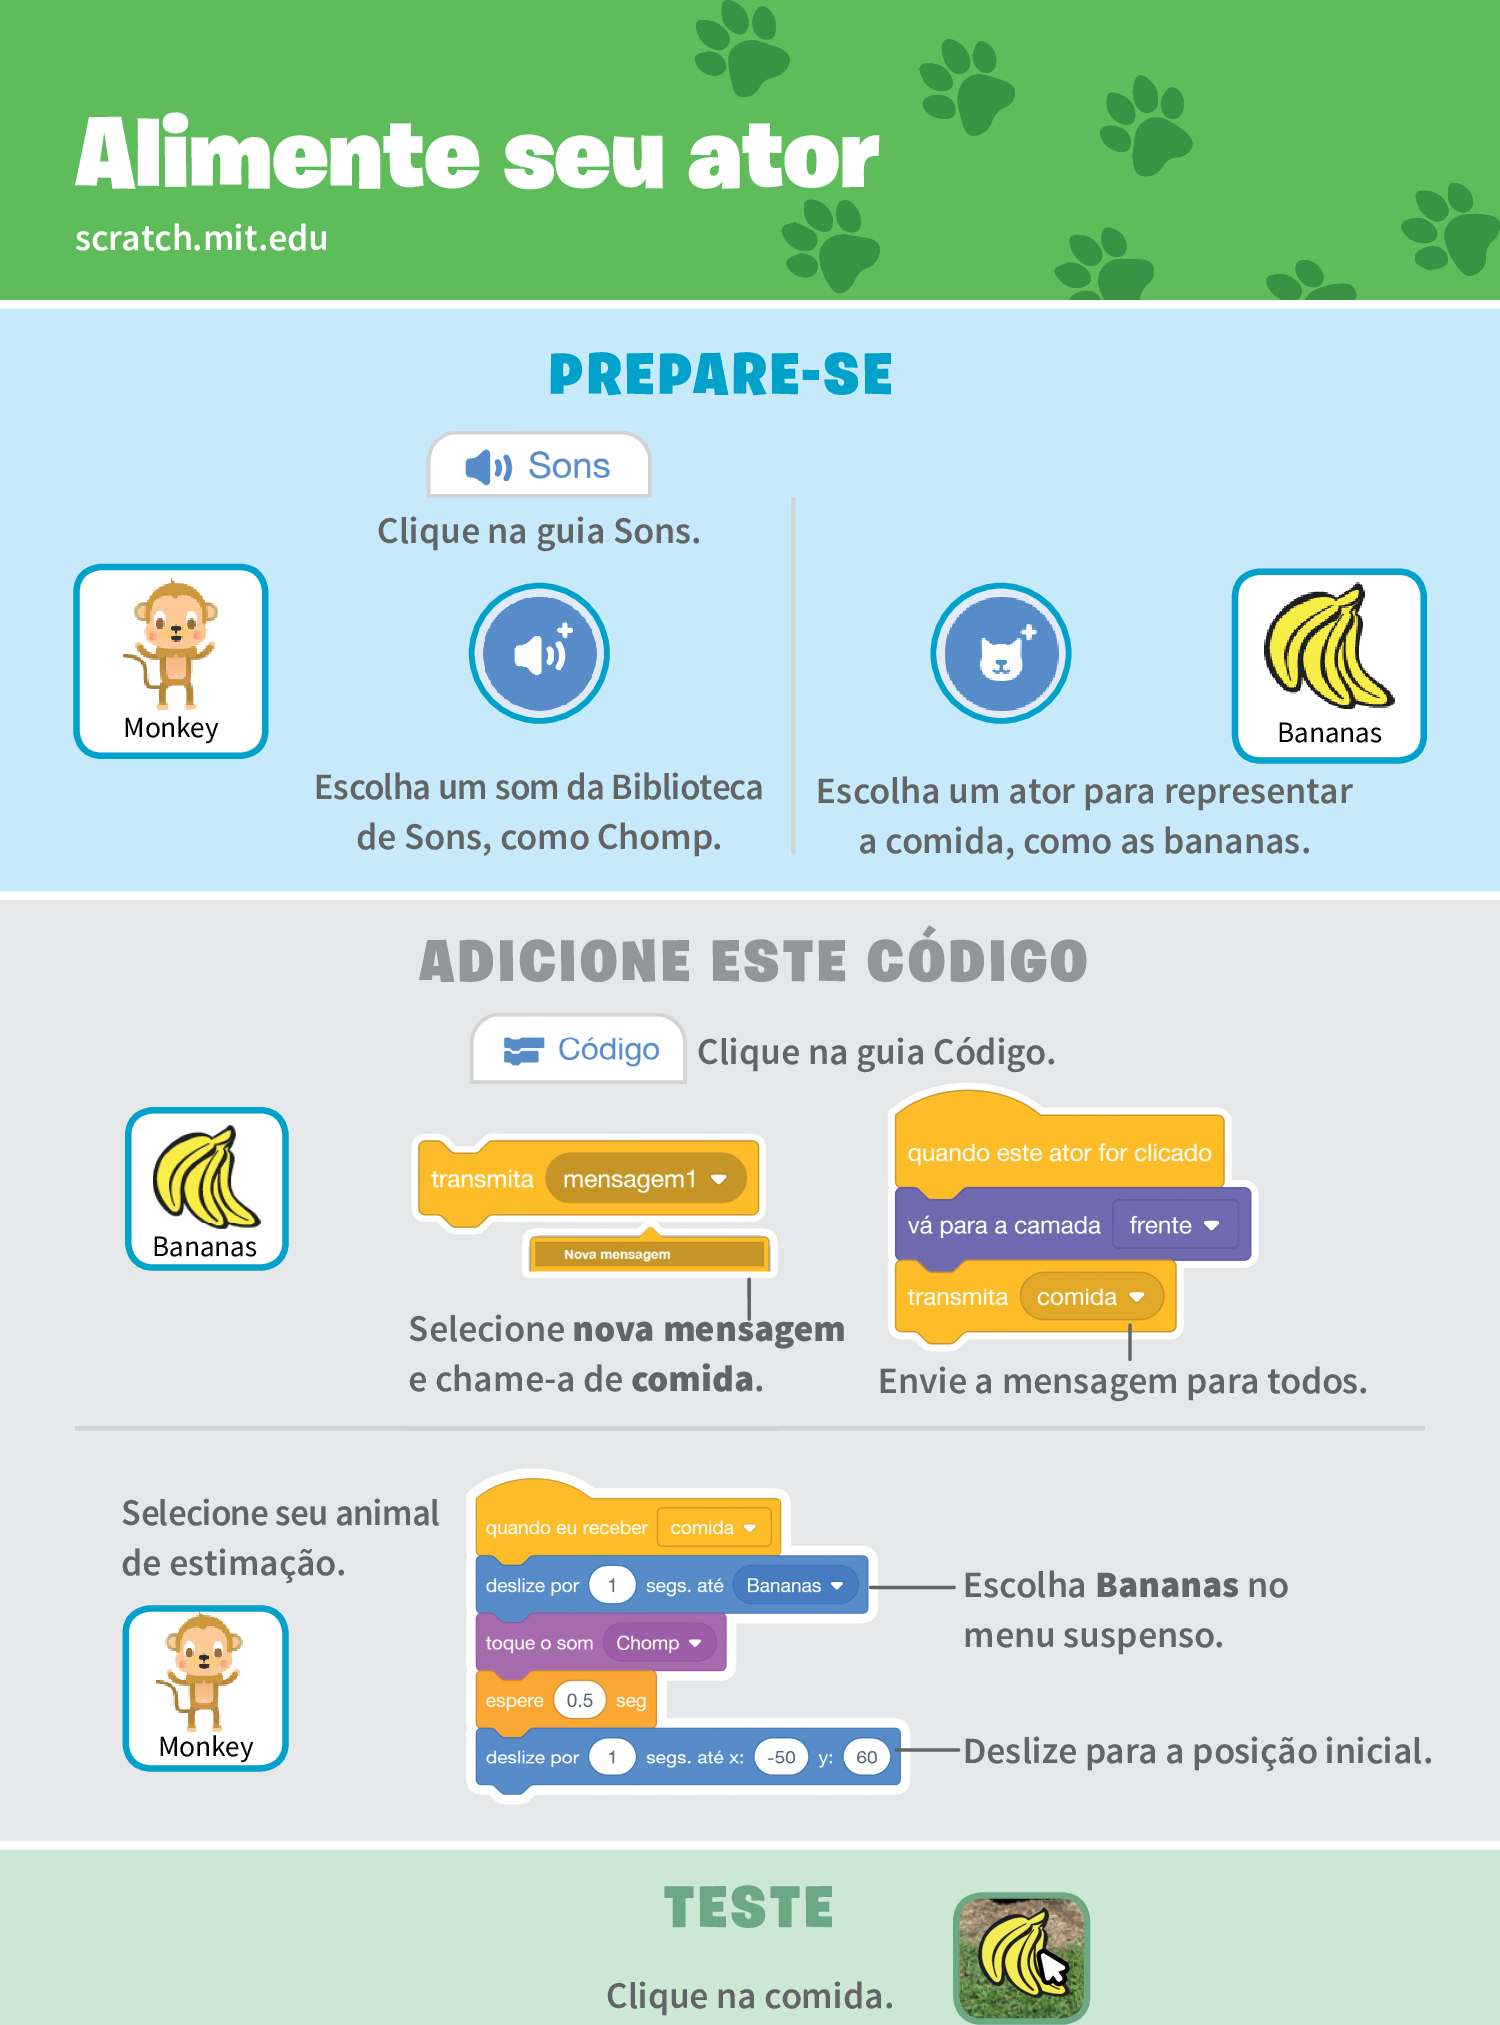 Alimente seu ator
scratch.mit.edu
PREPARE-SE
Sons
Clique na guia Sons.
Monkey
Escolha um som da Biblioteca
de Sons, como Chomp.
Bananas
Escolha um ator para representar
a comida, como as bananas.
ADICIONE ESTE CÓDIGO
Código
Clique na guia Código.
Bananas
transmita mensagem1
Nova mensagem
Selecione nova mensagem
e chame-a de comida.
quando este ator for clicado
vá para a camada frente
transmita comida
Envie a mensagem para todos.
Selecione seu animal
de estimação.
Monkey
quando eu receber comida
deslize por 1 segs. até Bananas
toque o som Chomp
espere 0.5 seg
deslize por 1 segs. até x: -50 y: 60
Escolha Bananas no
menu suspenso.
Deslize para a posição inicial.
TESTE
Clique na comida.